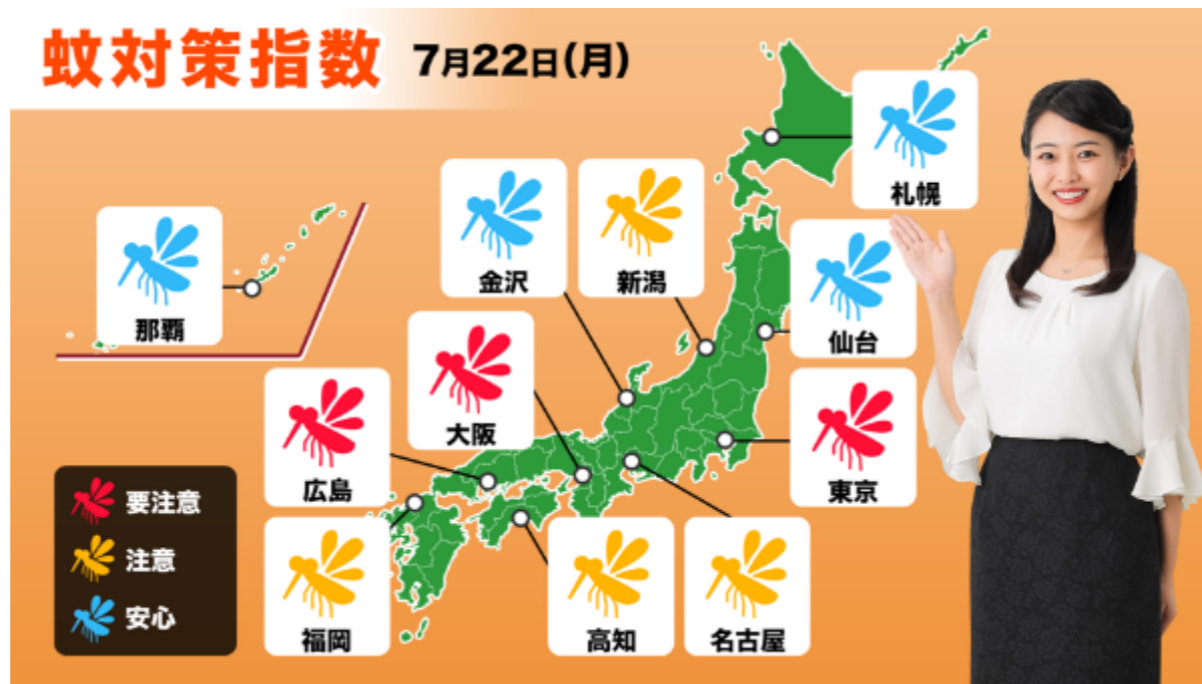 蚊対策指数 7月22日(月)
札幌
金沢
新潟
那覇
仙台
大阪
広島
東京
要注意
注意
安心
福岡
高知
名古屋